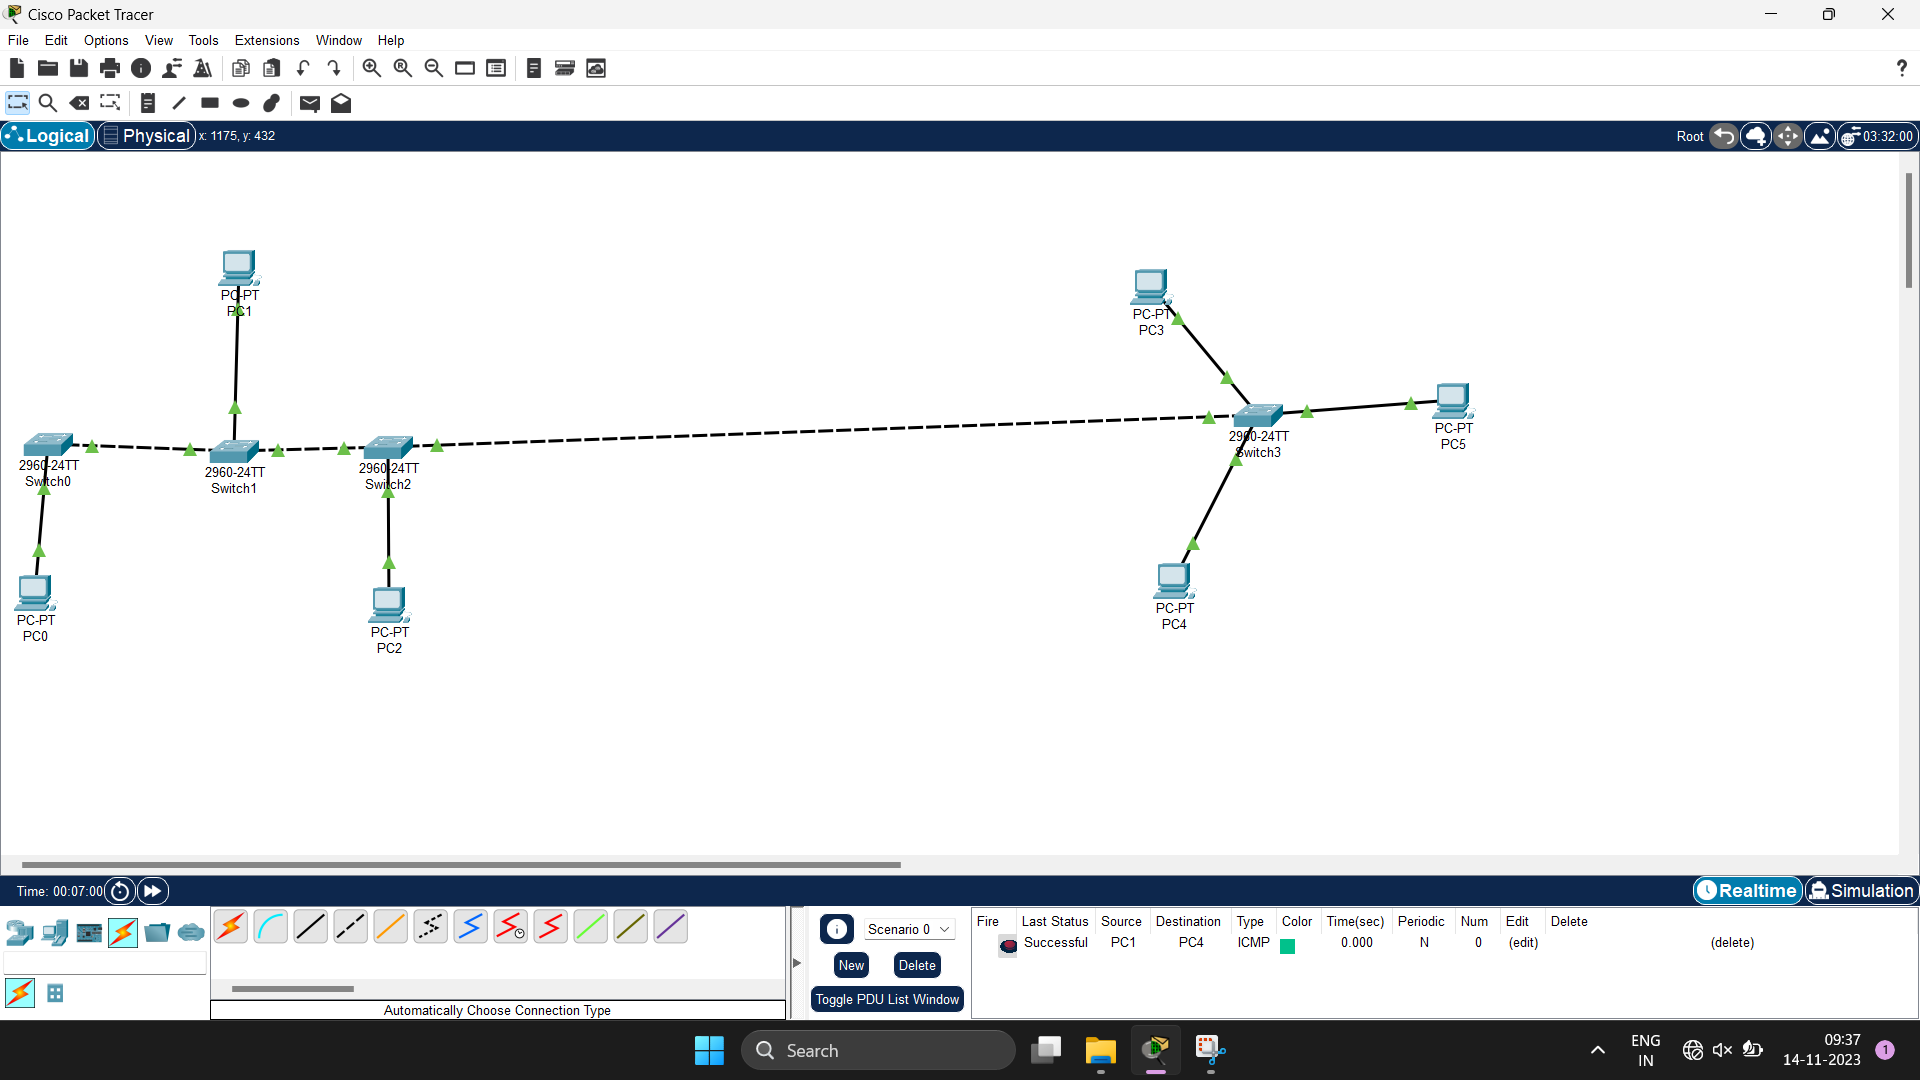 Cisco Packet Tracer
File Edit Options View Tools Extensions Window Help
?
Logical Physical x: 1175, y: 432 Root 03:32:00
PC-PT
PC1
PC-PT
PC3
PC-PT
PC5
2960-24TT
Switch0
2960-24TT
Switch1
2960-24TT
Switch2
2960-24TT
Switch3
PC-PT
PC0
PC-PT
PC2
PC-PT
PC4
Time: 00:07:00 Realtime Simulation
Scenario 0
New Delete
Toggle PDU List Window
Automatically Choose Connection Type
Fire Last Status Source Destination Type Color Time(sec) Periodic Num Edit Delete
Successful PC1 PC4 ICMP 0.000 N 0 (edit) (delete)
Search
ENG
IN
09:37
14-11-2023
1